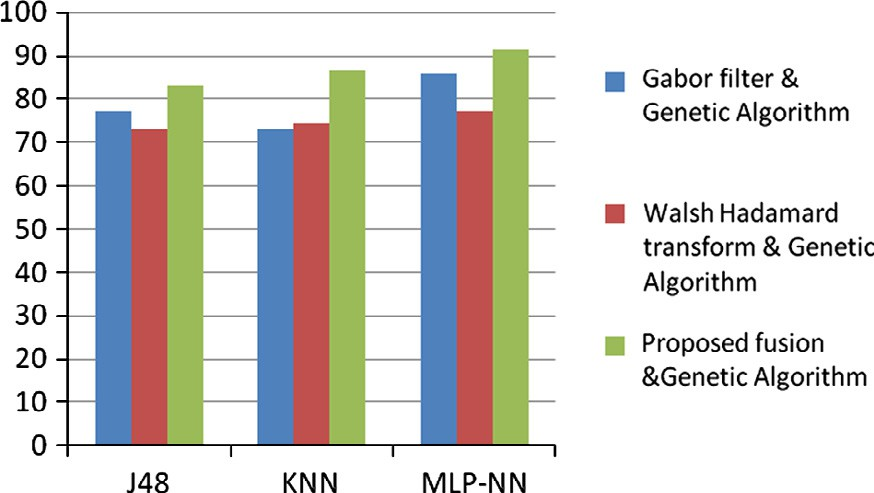 100
90
80
70
60
50
40
30
20
10
0
J48 KNN MLP-NN
Gabor filter &
Genetic Algorithm
Walsh Hadamard
transform & Genetic
Algorithm
Proposed fusion
&Genetic Algorithm